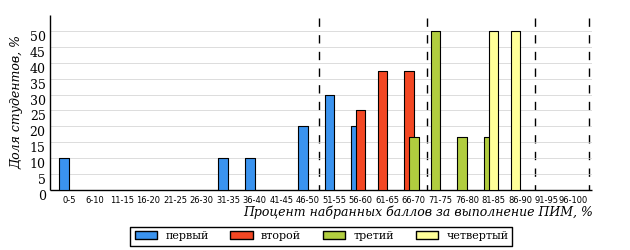 Доля студентов, %
50
45
40
35
30
25
20
15
10
5
0
0-5 6-10 11-15 16-20 21-25 26-30 31-35 36-40 41-45 46-50 51-55 56-60 61-65 66-70 71-75 76-80 81-85 86-90 91-95 96-100
Процент набранных баллов за выполнение ПИМ, %
первый второй третий четвертый